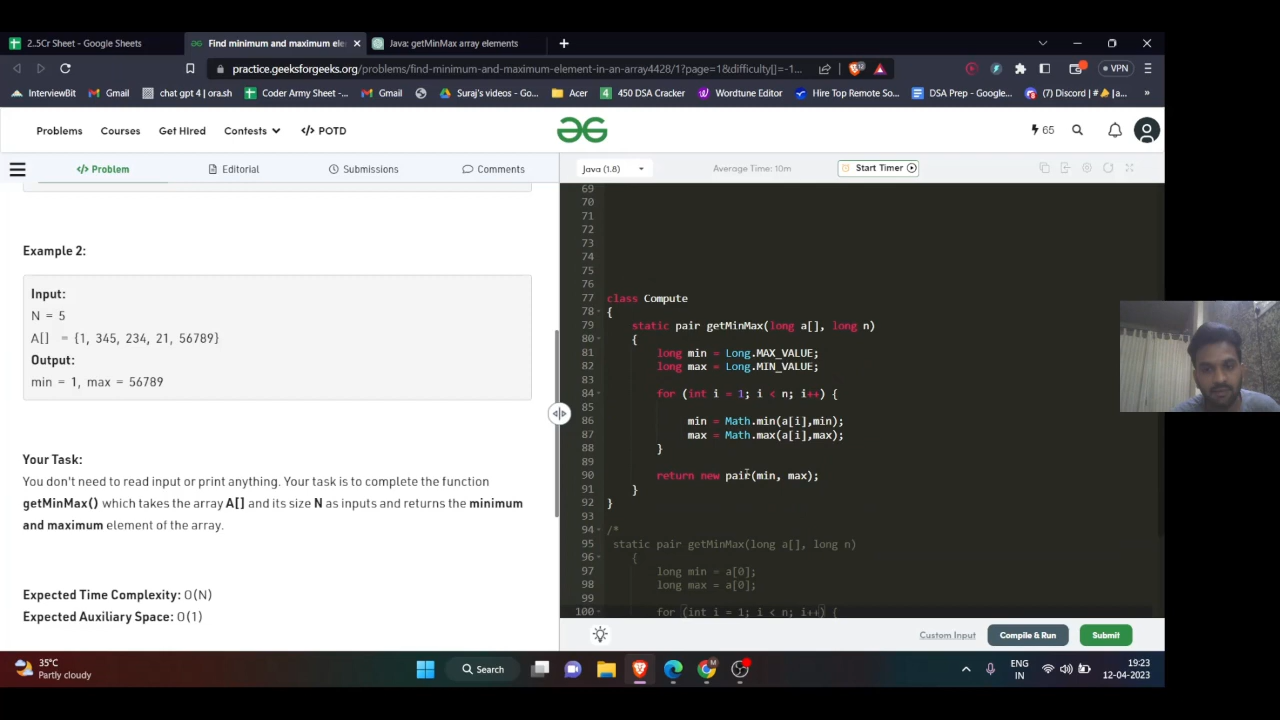 2..5Cr Sheet - Google Sheets
Find minimum and maximum ele
Java: getMinMax array elements
practice.geeksforgeeks.org/problems/find-minimum-and-maximum-element-in-an-array4428/1?page=1&difficulty[]=-1...
VPN
InterviewBit
Gmail
chat gpt 4 | ora.sh
Coder Army Sheet -...
Gmail
Suraj's videos - Go...
Acer
450 DSA Cracker
Wordtune Editor
Hire Top Remote So...
DSA Prep - Google...
(7) Discord | #
Problems
Courses
Get Hired
Contests
</> POTD
65
</> Problem
Editorial
Submissions
Comments
Java (1.8)
Average Time: 10m
Start Timer
Example 2:
Input:
N = 5
A[] = {1, 345, 234, 21, 56789}
Output:
min = 1, max = 56789
Your Task:
You don't need to read input or print anything. Your task is to complete the function
getMinMax() which takes the array A[] and its size N as inputs and returns the minimum
and maximum element of the array.
Expected Time Complexity: O(N)
Expected Auxiliary Space: O(1)
69
70
71
72
73
74
75
76
77 class Compute
78 {
79 static pair getMinMax(long a[], long n)
80 {
81 long min = Long.MAX_VALUE;
82 long max = Long.MIN_VALUE;
83
84 for (int i = 1; i < n; i++) {
85
86 min = Math.min(a[i],min);
87 max = Math.max(a[i],max);
88 }
89
90 return new pair(min, max);
91 }
92 }
93
94 /*
95 static pair getMinMax(long a[], long n)
96 {
97 long min = a[0];
98 long max = a[0];
99
100 for (int i = 1; i < n; i++) {
Custom Input
Compile & Run
Submit
35°C
Partly cloudy
Search
ENG
IN
19:23
12-04-2023